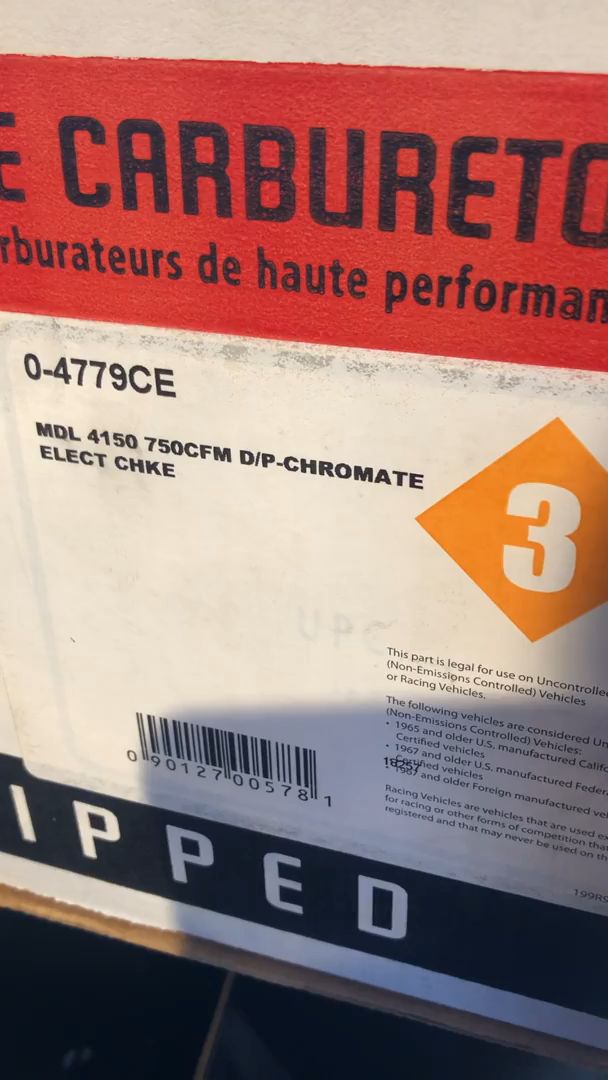 E CARBURETO
rburateurs de haute performan
0-4779CE
MDL 4150 750CFM D/P-CHROMATE
ELECT CHKE
3
This part is legal for use on Uncontrolle
(Non-Emissions Controlled) Vehicles
or Racing Vehicles.
The following vehicles are considered Un
(Non-Emissions Controlled) Vehicles:
• 1965 and older U.S. manufactured Califo
Certified vehicles
• 1967 and older U.S. manufactured Federa
Certified vehicles
• 1967 and older Foreign manufactured veh
18257
Racing Vehicles are vehicles that are used ex
for racing or other forms of competition that
registered and that may never be used on th
199RS
0 90127 00578 1
IPPED